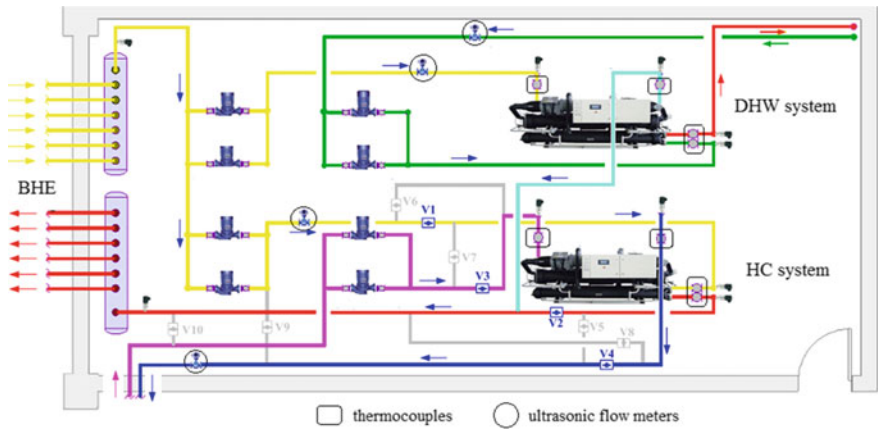 DHW system
BHE
V6
V1
V7
V3
HC system
V10
V9
V2
V5
V8
V4
thermocouples
ultrasonic flow meters